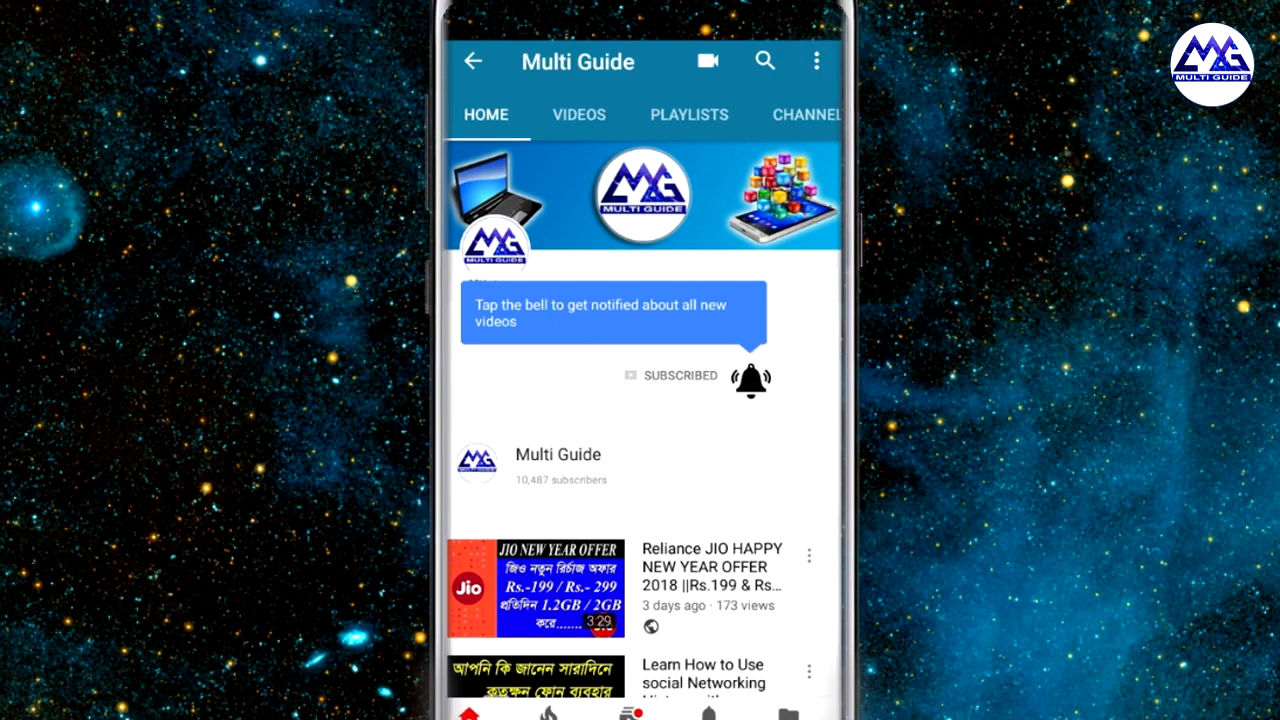 Multi Guide
MULTI GUIDE
HOME VIDEOS PLAYLISTS CHANNEL
MULTI GUIDE
MULTI GUIDE
Tap the bell to get notified about all new
videos
SUBSCRIBED
Multi Guide
10,487 subscribers
JIO NEW YEAR OFFER
জিও নতুন রির্চাজ অফার
Jio
Rs.-199 / Rs.- 299
প্রতিদিন 1.2GB / 2GB
করে.......
3:29
Reliance JIO HAPPY
NEW YEAR OFFER
2018 ||Rs.199 & Rs...
3 days ago · 173 views
আপনি কি জানেন সারাদিনে
কতক্ষন ফোন ব্যবহার
Learn How to Use
social Networking